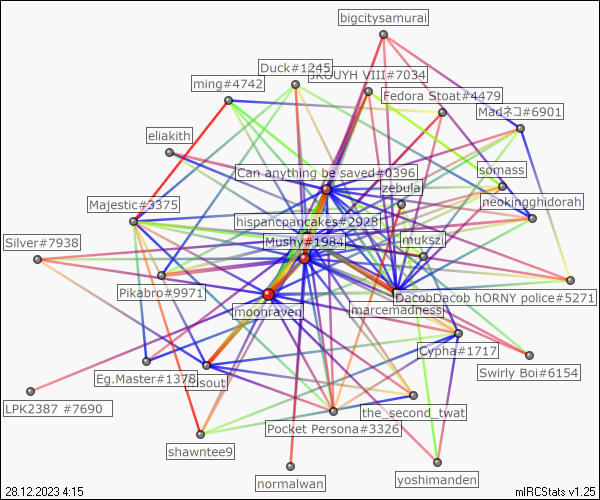 bigcitysamurai
Duck#1245
JKOUYH VIII#7034
ming#4742
Fedora Stoat#4479
Madネコ#6901
eliakith
Can anything be saved#0396
somass
zebula
Majestic#3375
neokingghidorah
hispancpancakes#2928
Silver#7938
Mushy#1984
mukszi
Pikabro#9971
DacobDacob hORNY police#5271
moonraven
marcemadness
Cypha#1717
Swirly Boi#6154
Eg.Master#1378
sout
LPK2387 #7690
the_second_twat
Pocket Persona#3326
shawntee9
normalwan
yoshimanden
28.12.2023 4:15
mIRCStats v1.25